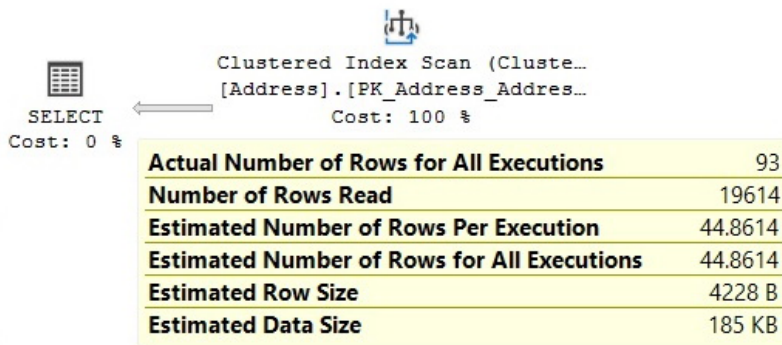 Clustered Index Scan (Cluste…
[Address].[PK_Address_Addres…
Cost: 100 %
SELECT
Cost: 0 %
Actual Number of Rows for All Executions 93
Number of Rows Read 19614
Estimated Number of Rows Per Execution 44.8614
Estimated Number of Rows for All Executions 44.8614
Estimated Row Size 4228 B
Estimated Data Size 185 KB